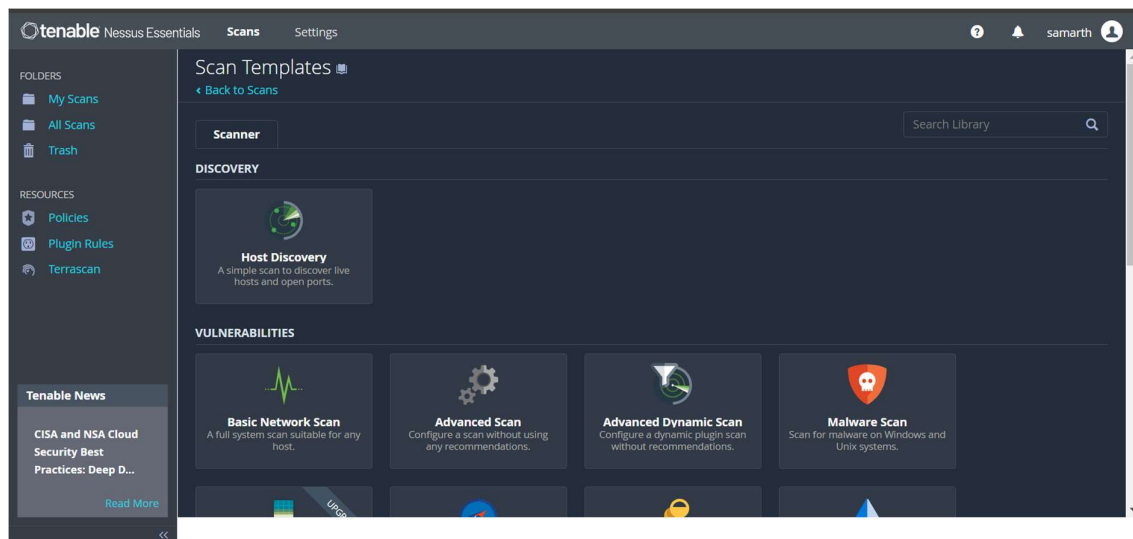 tenable Nessus Essentials
Scans
Settings
samarth
FOLDERS
My Scans
All Scans
Trash
RESOURCES
Policies
Plugin Rules
Terrascan
Tenable News
CISA and NSA Cloud
Security Best
Practices: Deep D...
Read More
Scan Templates
Back to Scans
Scanner
Search Library
DISCOVERY
Host Discovery
A simple scan to discover live
hosts and open ports.
VULNERABILITIES
Basic Network Scan
A full system scan suitable for any
host.
Advanced Scan
Configure a scan without using
any recommendations.
Advanced Dynamic Scan
Configure a dynamic plugin scan
without recommendations.
Malware Scan
Scan for malware on Windows and
Unix systems.